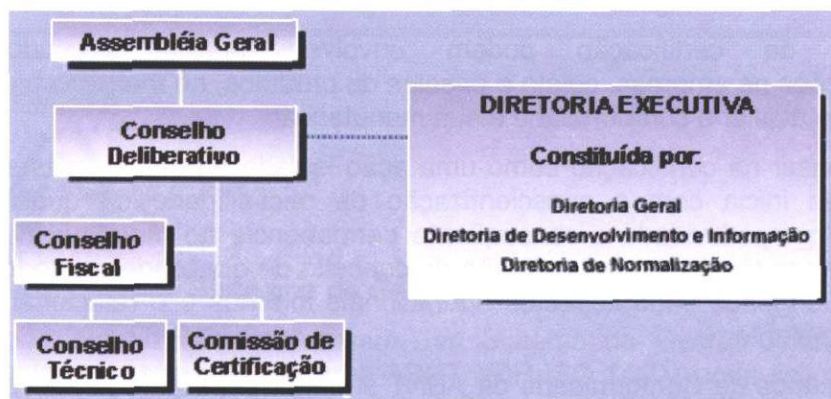 Assembléia Geral
Conselho
Deliberativo
DIRETORIA EXECUTIVA
Constituída por:
Diretoria Geral
Diretoria de Desenvolvimento e Informação
Diretoria de Normalização
Conselho
Fiscal
Conselho
Técnico
Comissão de
Certificação